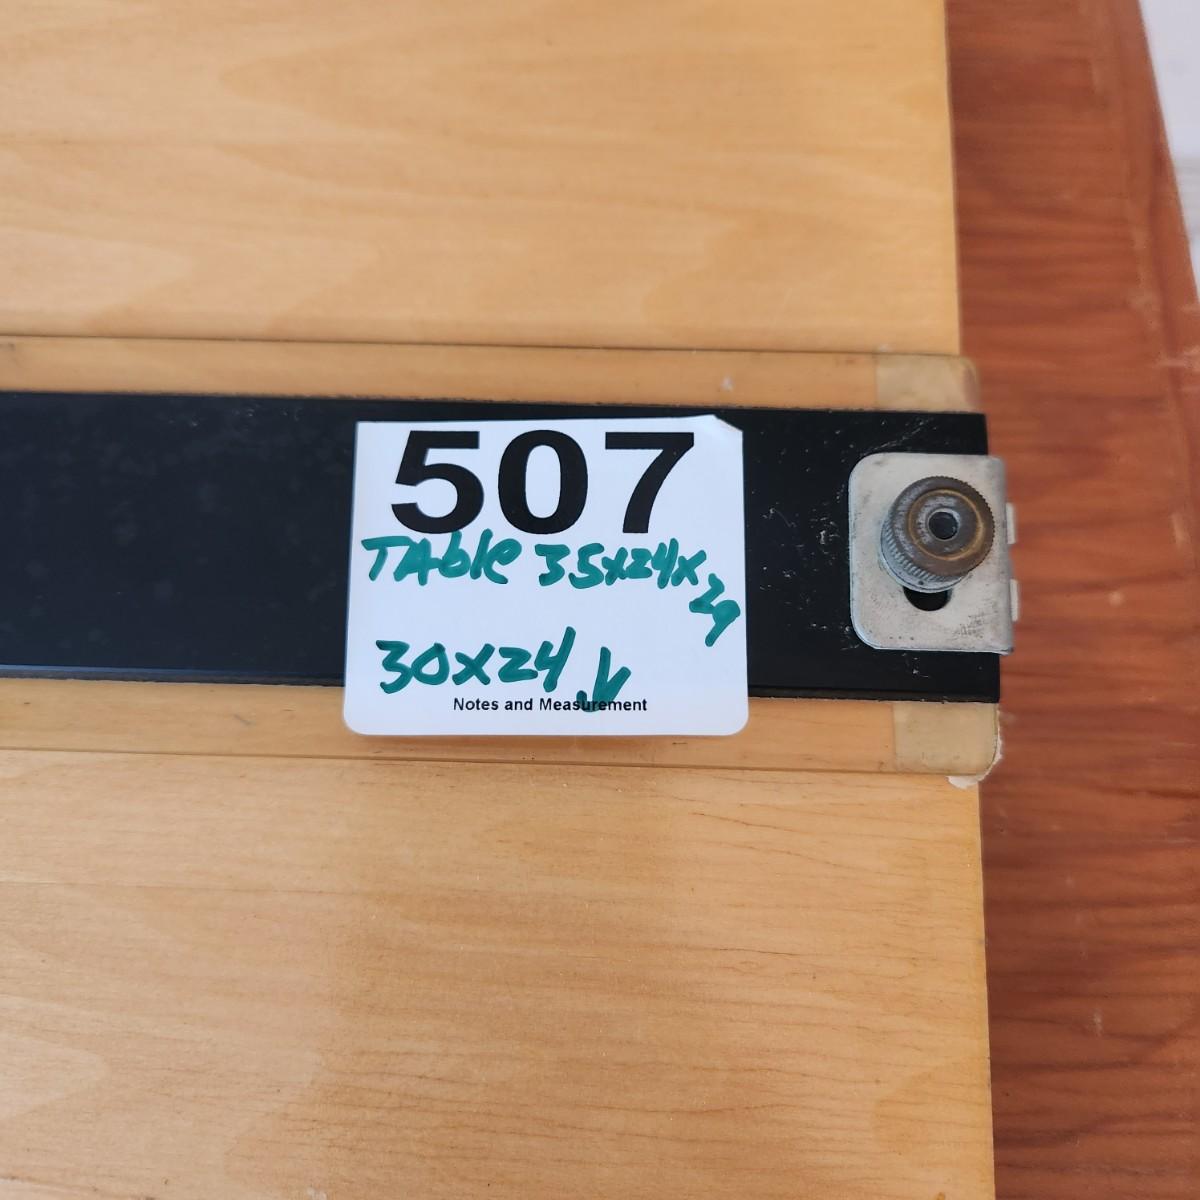 507
TAble 35x24x29
30x24
Notes and Measurement